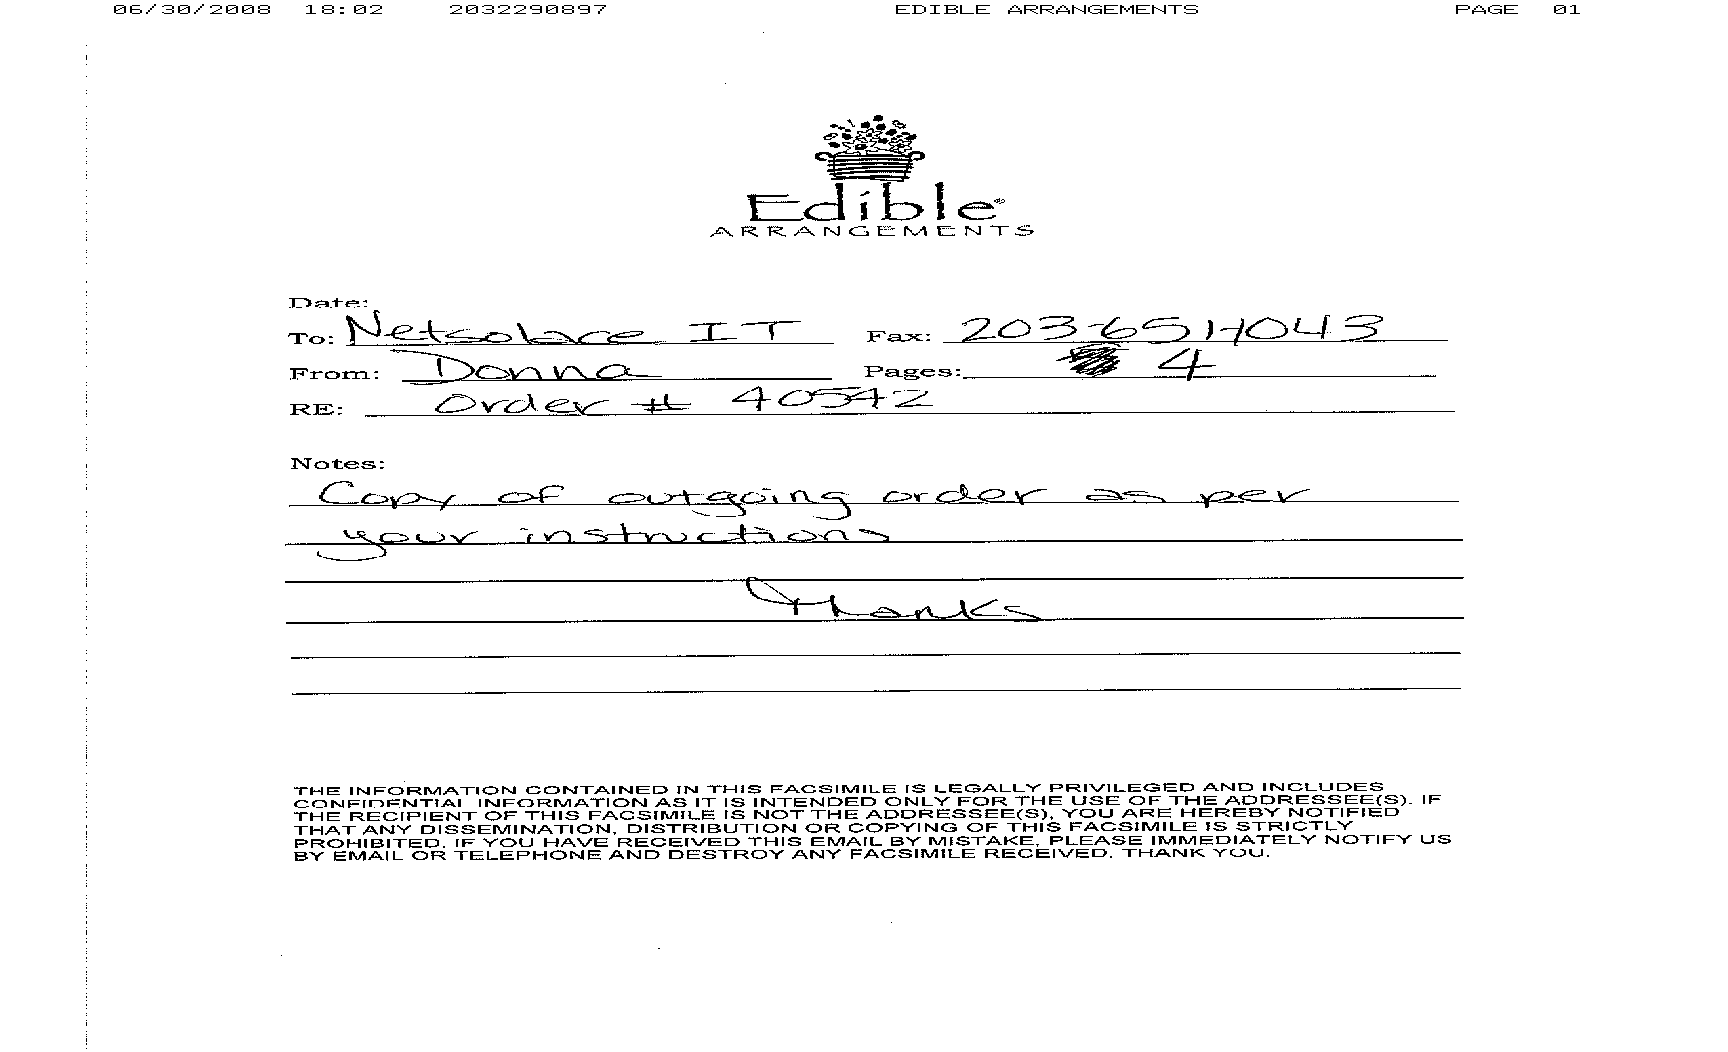 06/30/2008 18:02 2032290897 EDIBLE ARRANGEMENTS PAGE 01
Edible®
ARRANGEMENTS
Date:
To: Netsolace IT Fax: 203-651-1043
From: Donna Pages: 4
RE: Order # 40542
Notes:
Copy of outgoing order as per
your instructions
Thanks
THE INFORMATION CONTAINED IN THIS FACSIMILE IS LEGALLY PRIVILEGED AND INCLUDES
CONFIDENTIAL INFORMATION AS IT IS INTENDED ONLY FOR THE USE OF THE ADDRESSEE(S). IF
THE RECIPIENT OF THIS FACSIMILE IS NOT THE ADDRESSEE(S), YOU ARE HEREBY NOTIFIED
THAT ANY DISSEMINATION, DISTRIBUTION OR COPYING OF THIS FACSIMILE IS STRICTLY
PROHIBITED. IF YOU HAVE RECEIVED THIS EMAIL BY MISTAKE, PLEASE IMMEDIATELY NOTIFY US
BY EMAIL OR TELEPHONE AND DESTROY ANY FACSIMILE RECEIVED. THANK YOU.